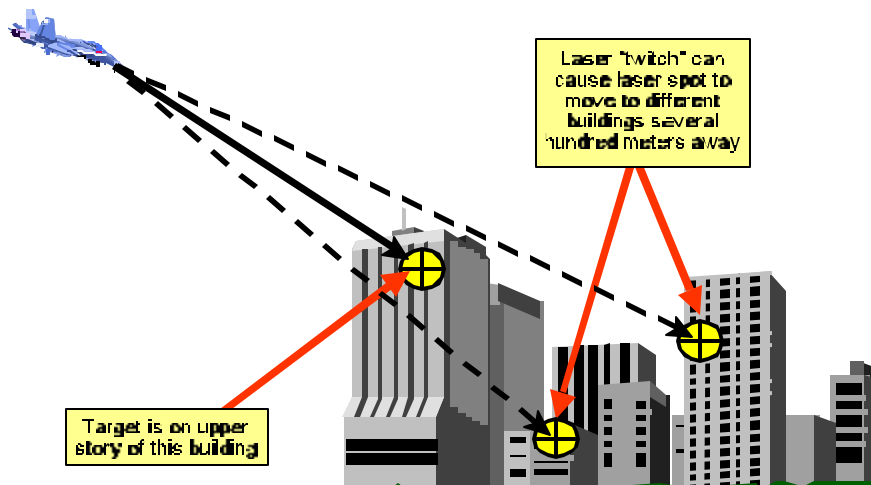 Laser "twitch" can
cause laser spot to
move to different
buildings several
hundred meters away
Target is on upper
story of this building